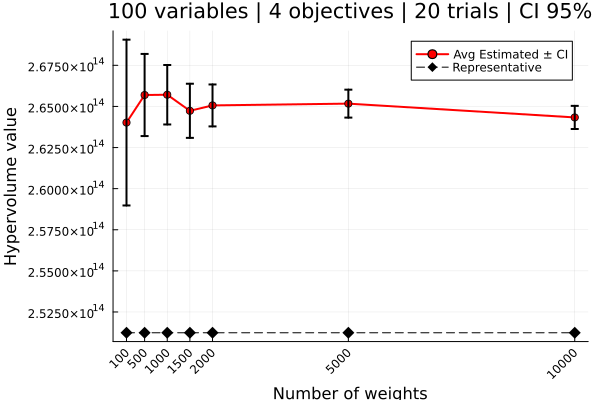 100 variables | 4 objectives | 20 trials | CI 95%
Avg Estimated ± CI
Representative
Hypervolume value
2.6750×10^14
2.6500×10^14
2.6250×10^14
2.6000×10^14
2.5750×10^14
2.5500×10^14
2.5250×10^14
100 500 1000 1500 2000 5000 10000
Number of weights